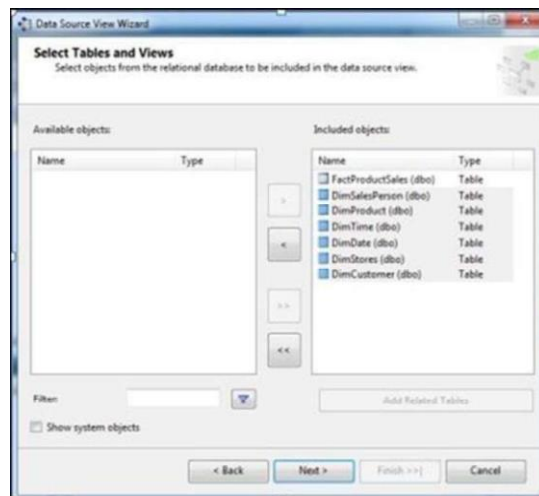 Data Source View Wizard
Select Tables and Views
Select objects from the relational database to be included in the data source view.
Available objects:
Name Type
Included objects:
Name Type
FactProductSales (dbo) Table
DimSalesPerson (dbo) Table
DimProduct (dbo) Table
DimTime (dbo) Table
DimDate (dbo) Table
DimStores (dbo) Table
DimCustomer (dbo) Table
>
<
>>
<<
Filter:
Add Related Tables
Show system objects
< Back
Next >
Finish >>|
Cancel